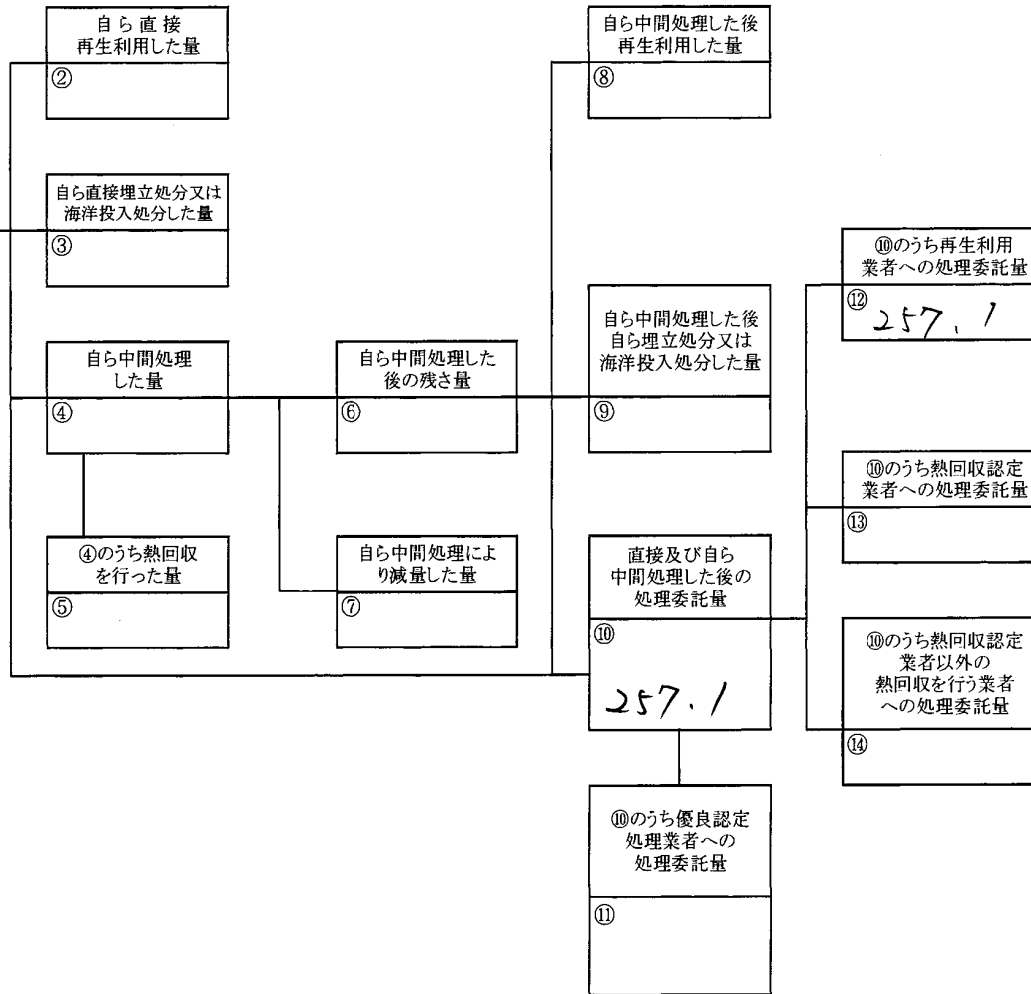 自ら直接
再生利用した量
②
自ら直接埋立処分又は
海洋投入処分した量
③
自ら中間処理
した量
④
④のうち熱回収
を行った量
⑤
自ら中間処理した
後の残さ量
⑥
自ら中間処理によ
り減量した量
⑦
自ら中間処理した後
再生利用した量
⑧
自ら中間処理した後
自ら埋立処分又は
海洋投入処分した量
⑨
直接及び自ら
中間処理した後の
処理委託量
⑩
257.1
⑩のうち優良認定
処理業者への
処理委託量
⑪
⑩のうち再生利用
業者への処理委託量
⑫
257.1
⑩のうち熱回収認定
業者への処理委託量
⑬
⑩のうち熱回収認定
業者以外の
熱回収を行う業者
への処理委託量
⑭